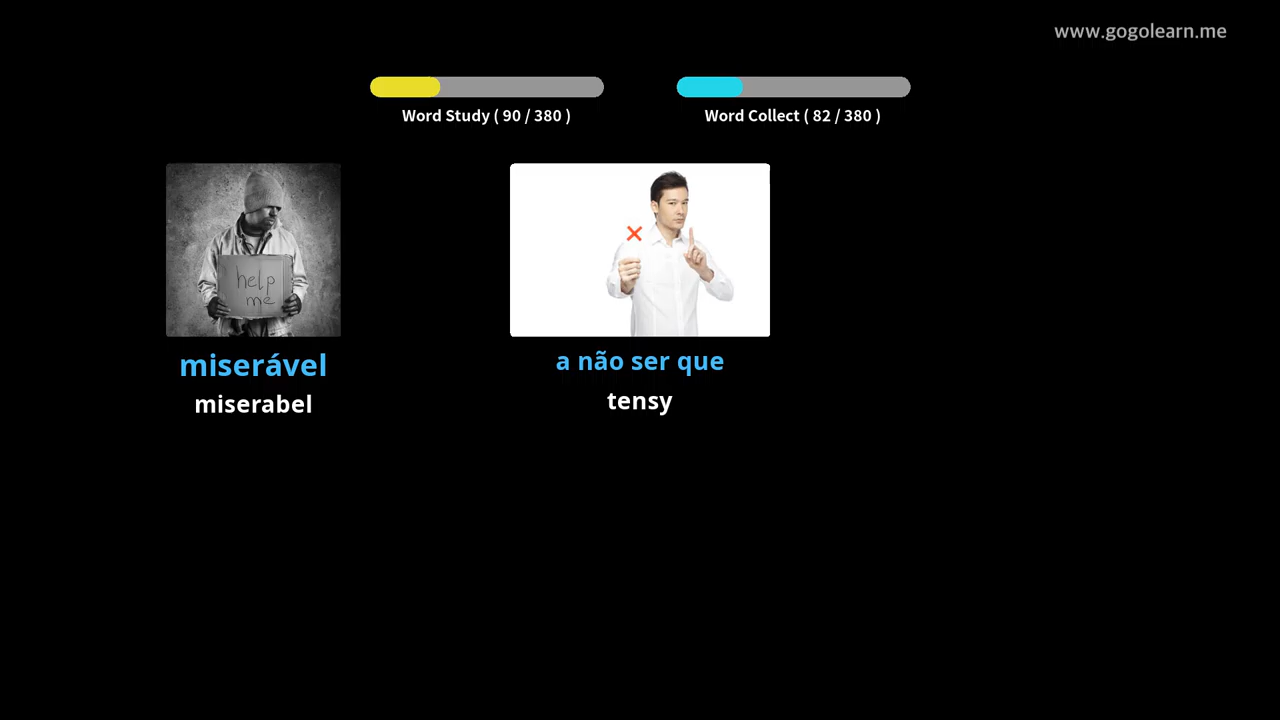 www.gogolearn.me
Word Study ( 90 / 380 )
Word Collect ( 82 / 380 )
help
me
miserável
miserabel
a não ser que
tensy